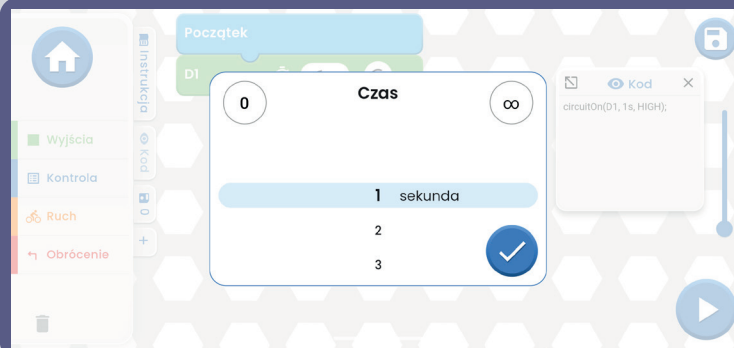 Początek
D1
Instrukcja
Kod
0
+
Wyjścia
Kontrola
Ruch
Obrócenie
0
Czas
∞
1 sekunda
2
3
Kod
circuitOn(D1, 1s, HIGH);